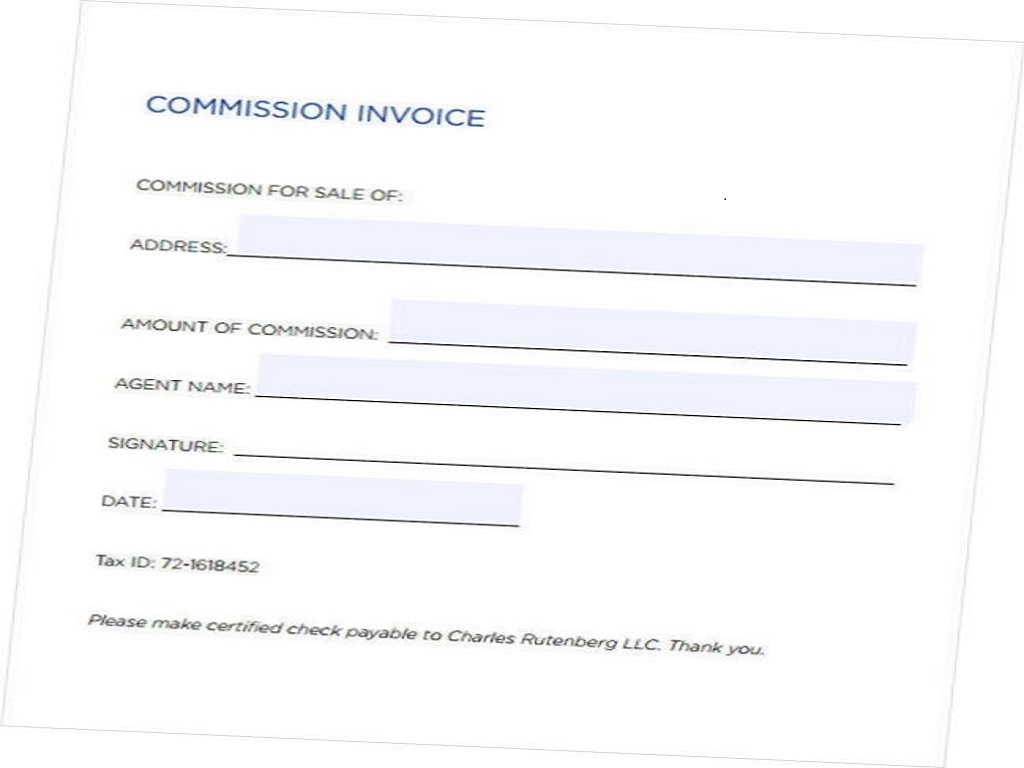 COMMISSION INVOICE
COMMISSION FOR SALE OF:
ADDRESS:
AMOUNT OF COMMISSION:
AGENT NAME:
SIGNATURE:
DATE:
Tax ID: 72-1618452
Please make certified check payable to Charles Rutenberg LLC. Thank you.